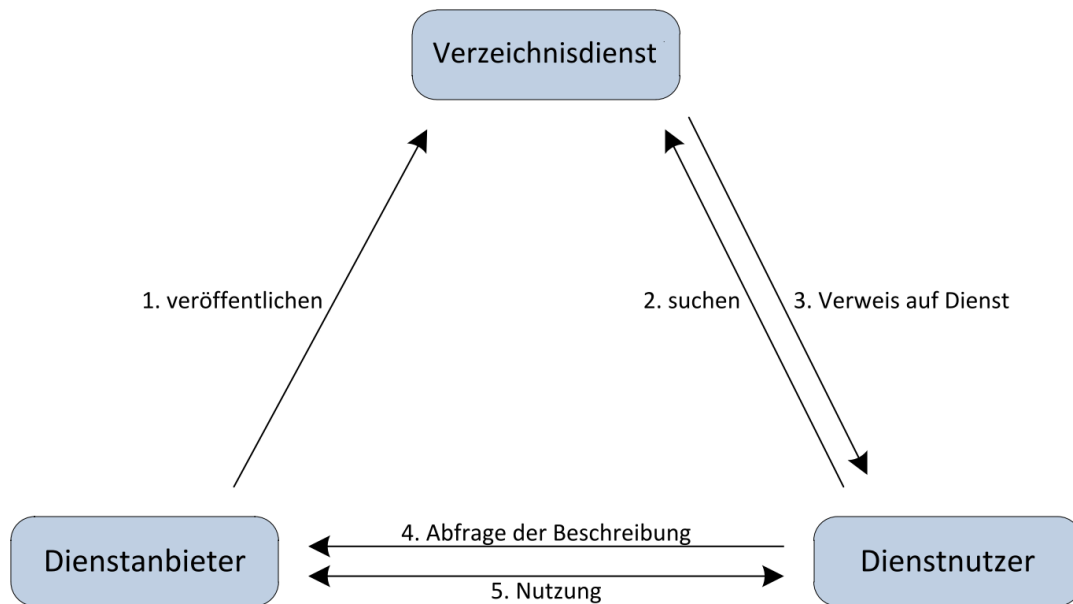 Verzeichnisdienst
1. veröffentlichen
2. suchen
3. Verweis auf Dienst
4. Abfrage der Beschreibung
Dienstanbieter
Dienstnutzer
5. Nutzung